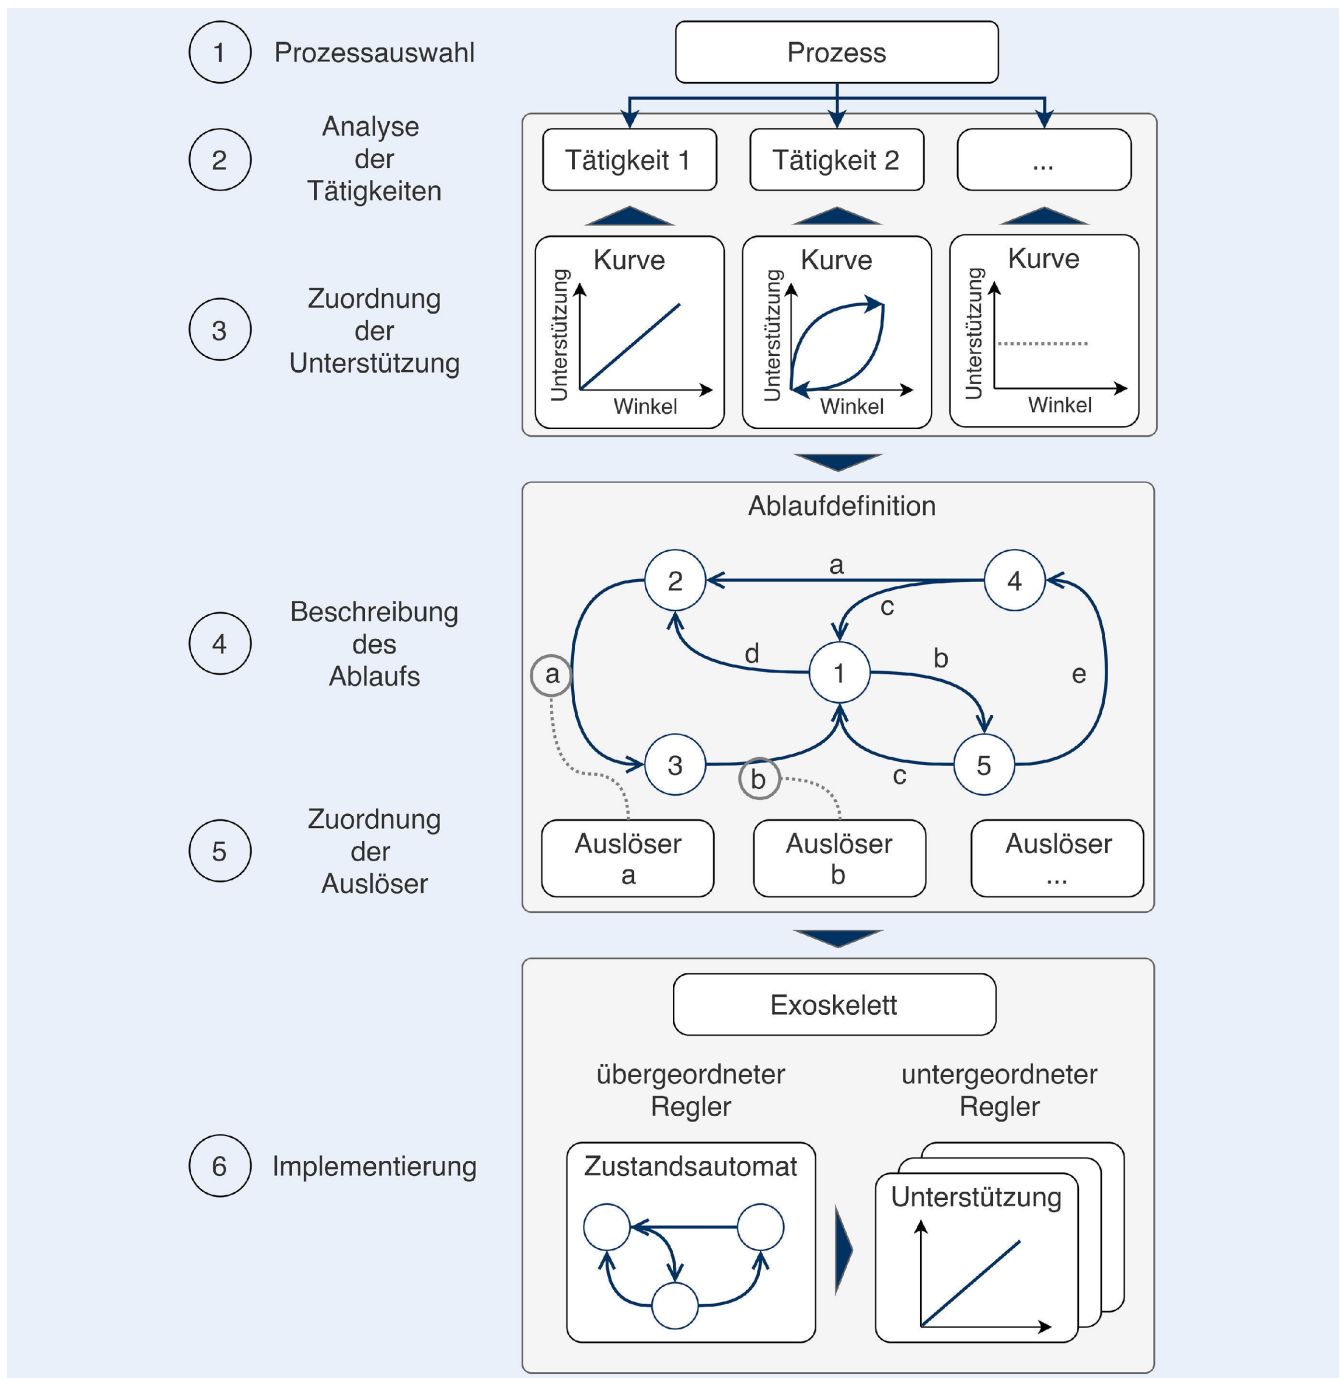 1
Prozessauswahl
Prozess
2
Analyse
der
Tätigkeiten
Tätigkeit 1
Tätigkeit 2
...
3
Zuordnung
der
Unterstützung
Kurve
Unterstützung
Winkel
Kurve
Unterstützung
Winkel
Kurve
Unterstützung
Winkel
Ablaufdefinition
4
Beschreibung
des
Ablaufs
2
a
4
c
a
d
1
b
e
3
b
c
5
5
Zuordnung
der
Auslöser
Auslöser
a
Auslöser
b
Auslöser
...
Exoskelett
6
Implementierung
übergeordneter
Regler
Zustandsautomat
untergeordneter
Regler
Unterstützung